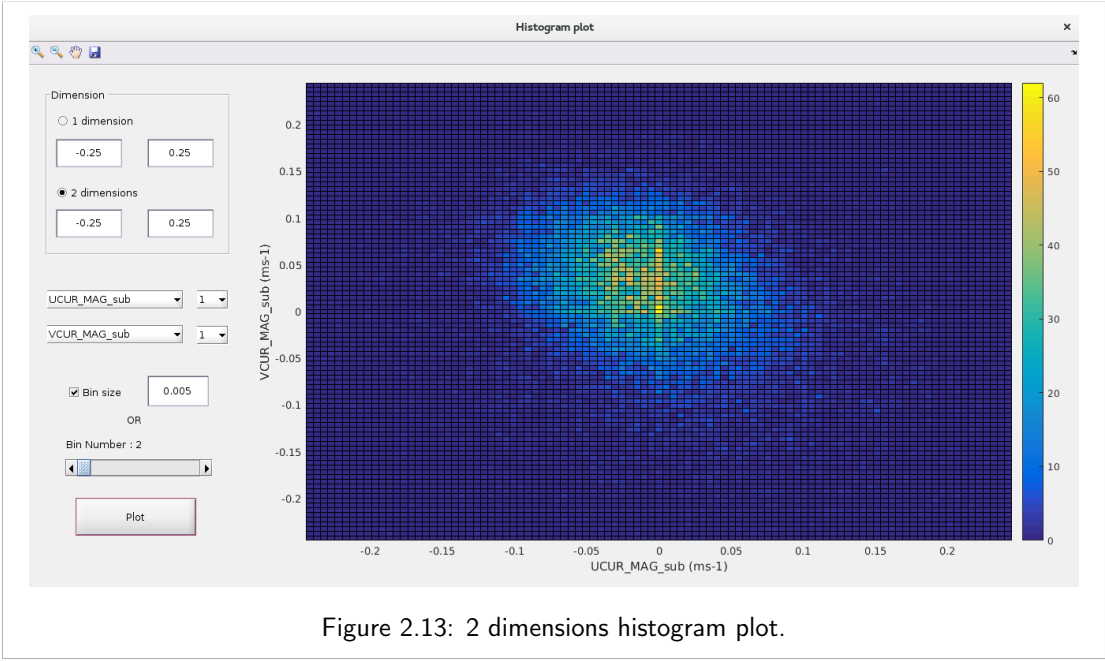 Histogram plot ×
Dimension
1 dimension
-0.25 0.25
2 dimensions
-0.25 0.25
UCUR_MAG_sub 1
VCUR_MAG_sub 1
Bin size 0.005
OR
Bin Number : 2
Plot
VCUR_MAG_sub (ms-1)
0.2
0.15
0.1
0.05
0
-0.05
-0.1
-0.15
-0.2
-0.2 -0.15 -0.1 -0.05 0 0.05 0.1 0.15 0.2
UCUR_MAG_sub (ms-1)
60
50
40
30
20
10
0
Figure 2.13: 2 dimensions histogram plot.